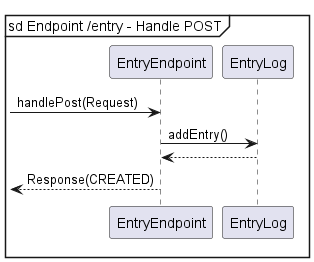 sd Endpoint /entry - Handle POST
EntryEndpoint EntryLog
handlePost(Request)
addEntry()
Response(CREATED)
EntryEndpoint EntryLog